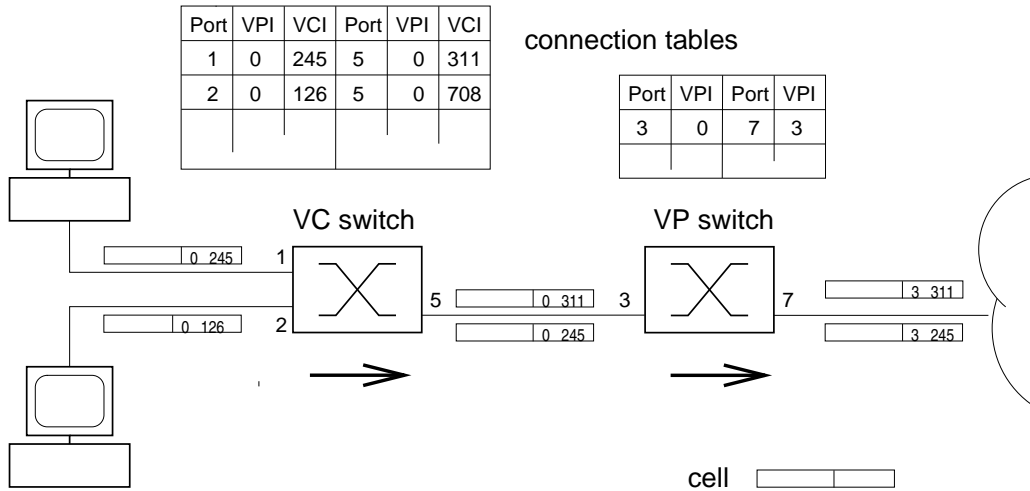 Port VPI VCI Port VPI VCI
1 0 245 5 0 311
2 0 126 5 0 708
connection tables
Port VPI Port VPI
3 0 7 3
VC switch
VP switch
0 245
1
0 126
2
5
0 311
0 245
3
7
3 311
3 245
cell